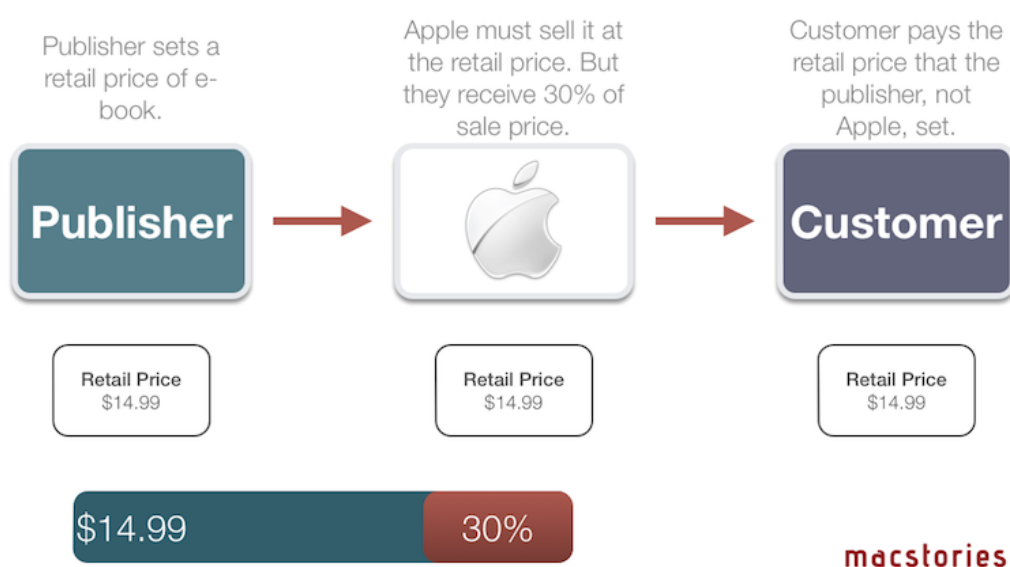 Publisher sets a
retail price of e-
book.
Apple must sell it at
the retail price. But
they receive 30% of
sale price.
Customer pays the
retail price that the
publisher, not
Apple, set.
Publisher
Customer
Retail Price
$14.99
Retail Price
$14.99
Retail Price
$14.99
$14.99
30%
macstories